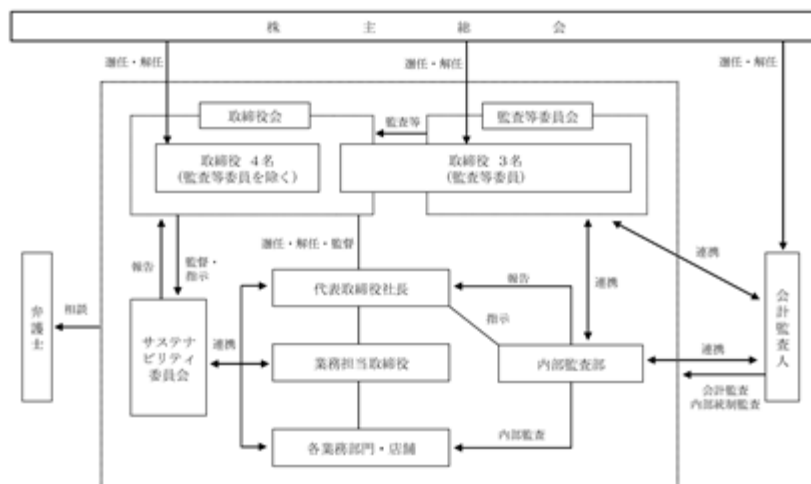 株主総会
選任・解任
選任・解任
選任・解任
取締役会
監査等
監査等委員会
取締役 4名
(監査等委員を除く)
取締役 3名
(監査等委員)
選任・解任・監督
報告
監督・
指示
連携
連携
代表取締役社長
報告
指示
弁護士
相談
サステナ
ビリティ
委員会
連携
業務担当取締役
内部監査部
連携
会計監査人
会計監査
内部統制監査
各業務部門・店舗
内部監査